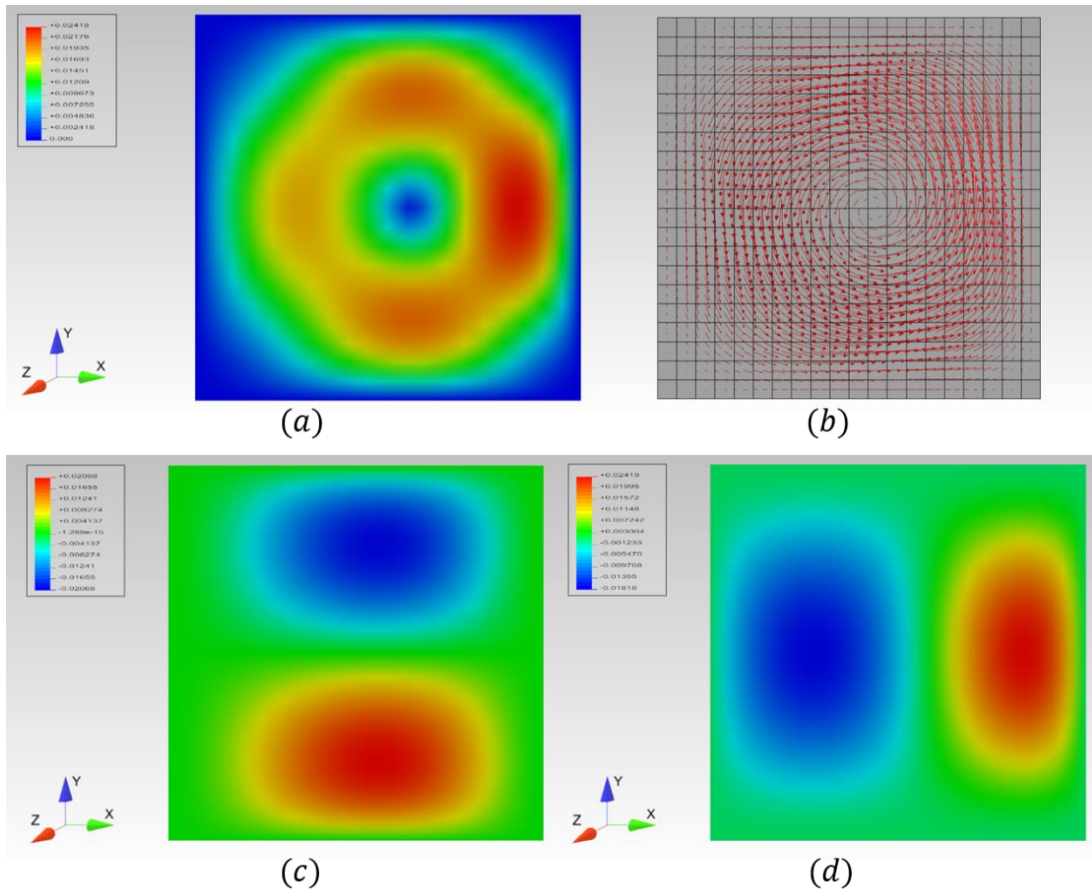 +0.02418
+0.02176
+0.01935
+0.01693
+0.01451
+0.01209
+0.009673
+0.007255
+0.004836
+0.002418
0.000
Y
Z
X
(a)
(b)
+0.02068
+0.01655
+0.01241
+0.008274
+0.004137
-1.289e-15
-0.004137
-0.008274
-0.01241
-0.01655
-0.02068
Y
Z
X
(c)
+0.02419
+0.01995
+0.01572
+0.01148
+0.007242
+0.003004
-0.001233
-0.005470
-0.009708
-0.01395
-0.01818
Y
Z
X
(d)